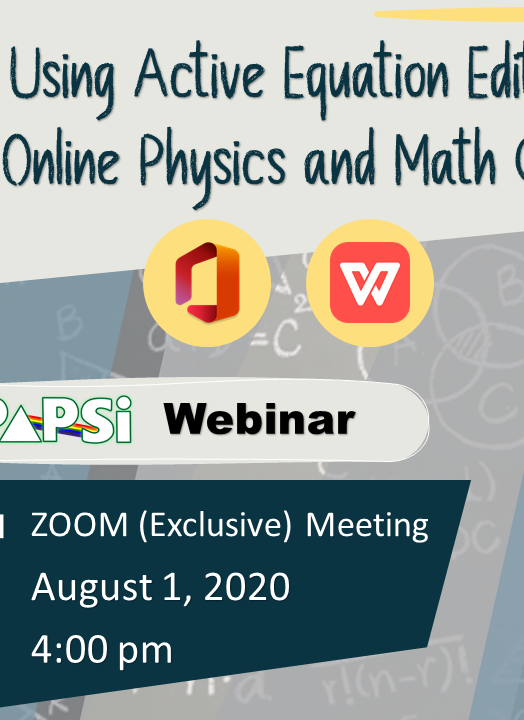 Using Active Equation Edit
Online Physics and Math
PAPSi Webinar
ZOOM (Exclusive) Meeting
August 1, 2020
4:00 pm